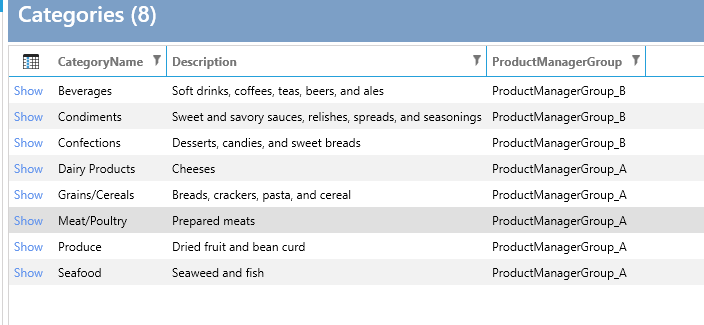 Categories (8)
CategoryName Description ProductManagerGroup
Show Beverages Soft drinks, coffees, teas, beers, and ales ProductManagerGroup_B
Show Condiments Sweet and savory sauces, relishes, spreads, and seasonings ProductManagerGroup_B
Show Confections Desserts, candies, and sweet breads ProductManagerGroup_B
Show Dairy Products Cheeses ProductManagerGroup_A
Show Grains/Cereals Breads, crackers, pasta, and cereal ProductManagerGroup_A
Show Meat/Poultry Prepared meats ProductManagerGroup_A
Show Produce Dried fruit and bean curd ProductManagerGroup_A
Show Seafood Seaweed and fish ProductManagerGroup_A